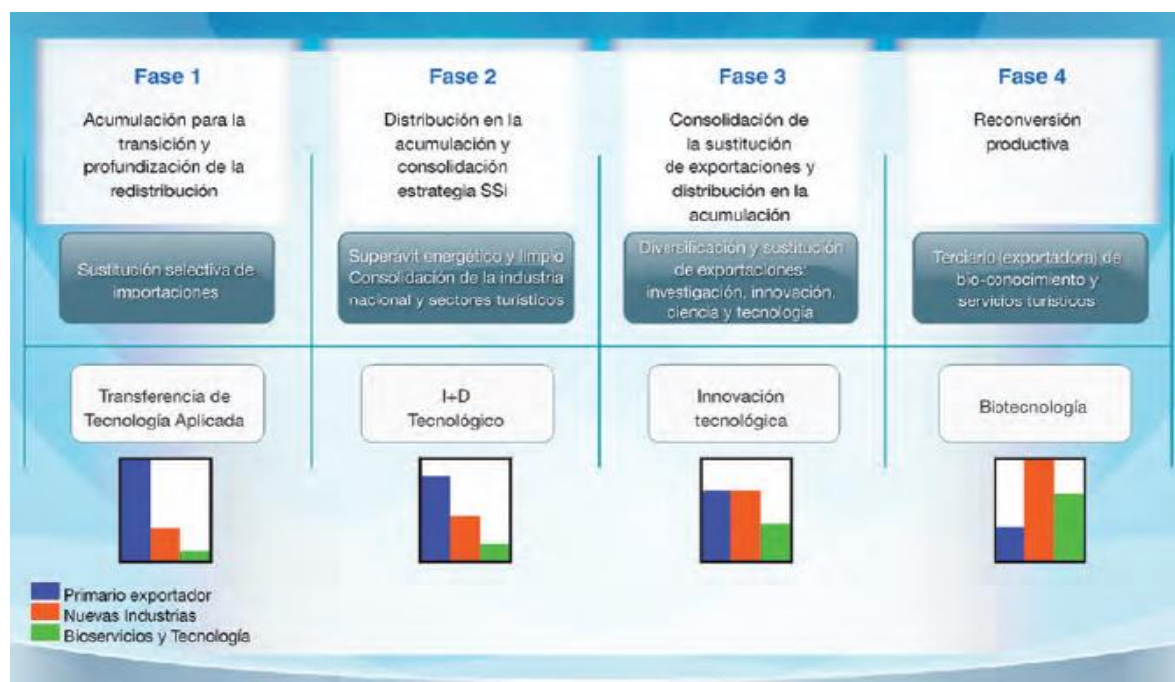 Fase 1
Acumulación para la
transición y
profundización de la
redistribución
Sustitución selectiva de
importaciones
Transferencia de
Tecnología Aplicada
Fase 2
Distribución en la
acumulación y
consolidación
estrategia SSi
Superávit energético y limpio
Consolidación de la industria
nacional y sectores turísticos
I+D
Tecnológico
Fase 3
Consolidación de
la sustitución
de exportaciones y
distribución en la
acumulación
Diversificación y sustitución
de exportaciones:
investigación, innovación,
ciencia y tecnología
Innovación
tecnológica
Fase 4
Reconversión
productiva
Terciario (exportadora) de
bio-conocimiento y
servicios turísticos
Biotecnología
Primario exportador
Nuevas Industrias
Bioservicios y Tecnología